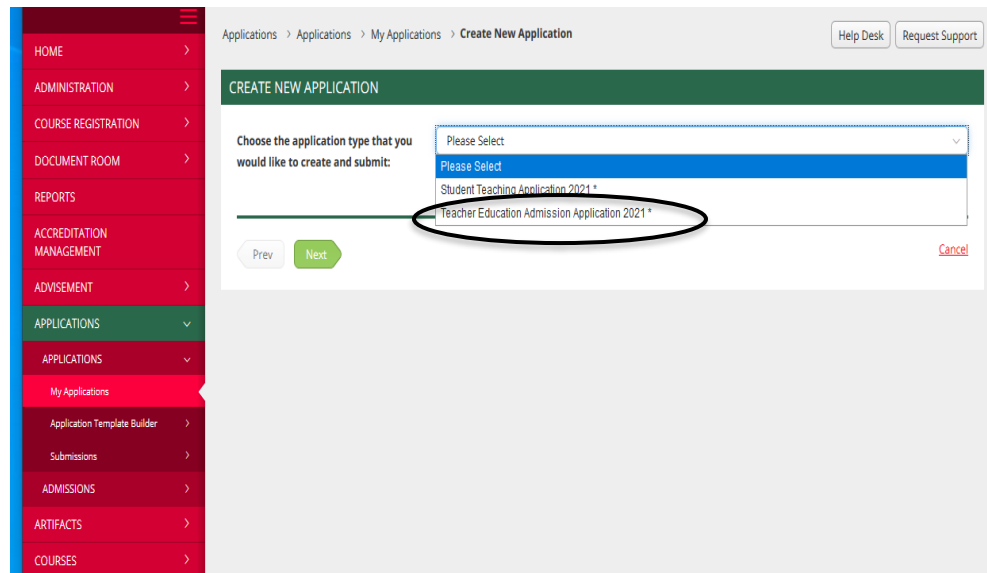 HOME
ADMINISTRATION
COURSE REGISTRATION
DOCUMENT ROOM
REPORTS
ACCREDITATION
MANAGEMENT
ADVISEMENT
APPLICATIONS
APPLICATIONS
My Applications
Application Template Builder
Submissions
ADMISSIONS
ARTIFACTS
COURSES
Applications > Applications > My Applications > Create New Application
Help Desk
Request Support
CREATE NEW APPLICATION
Choose the application type that you
would like to create and submit:
Please Select
Please Select
Student Teaching Application 2021 *
Teacher Education Admission Application 2021 *
Prev
Next
Cancel